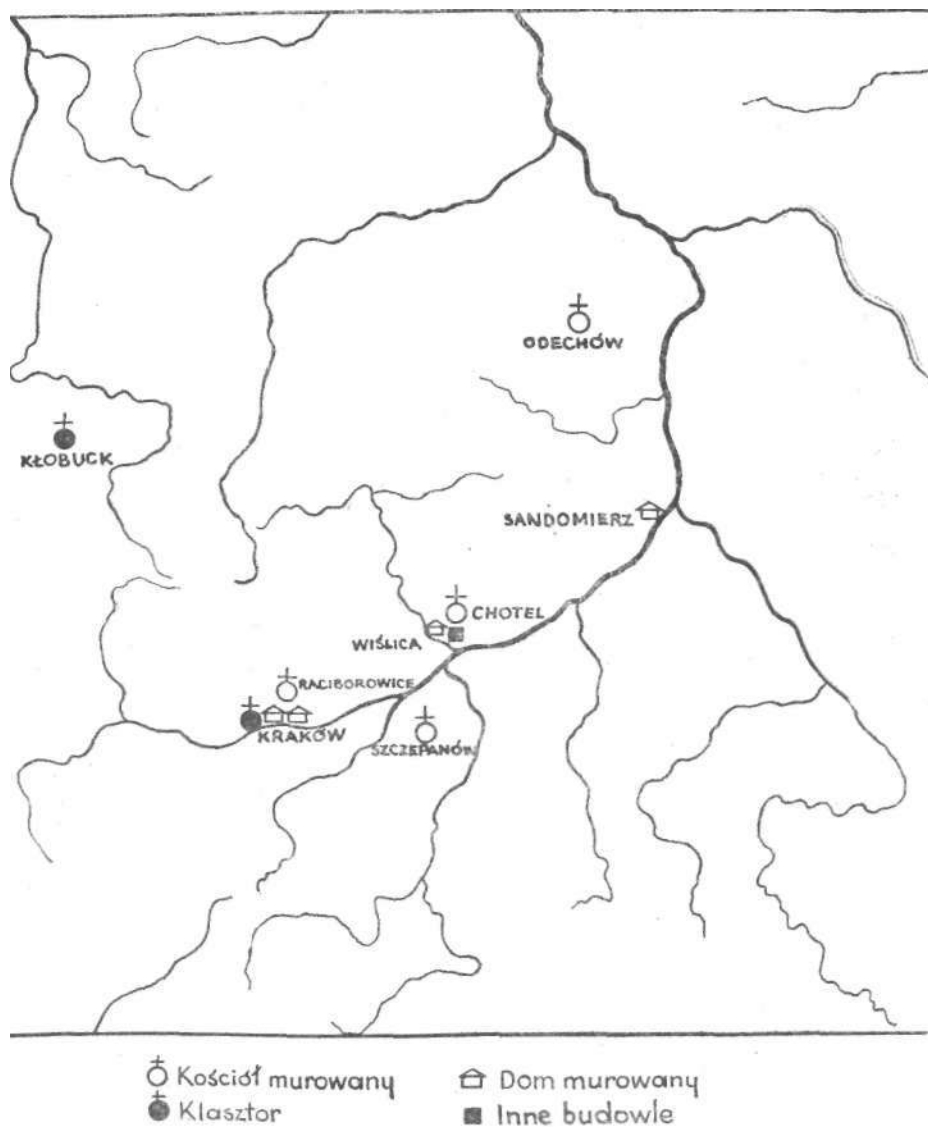 ODECHÓW
KŁOBUCK
SANDOMIERZ
CHOTEL
WIŚLICA
RACIBOROWICE
KRAKÓW
SZCZEPANÓW
Kościół murowany
Dom murowany
Klasztor
Inne budowle